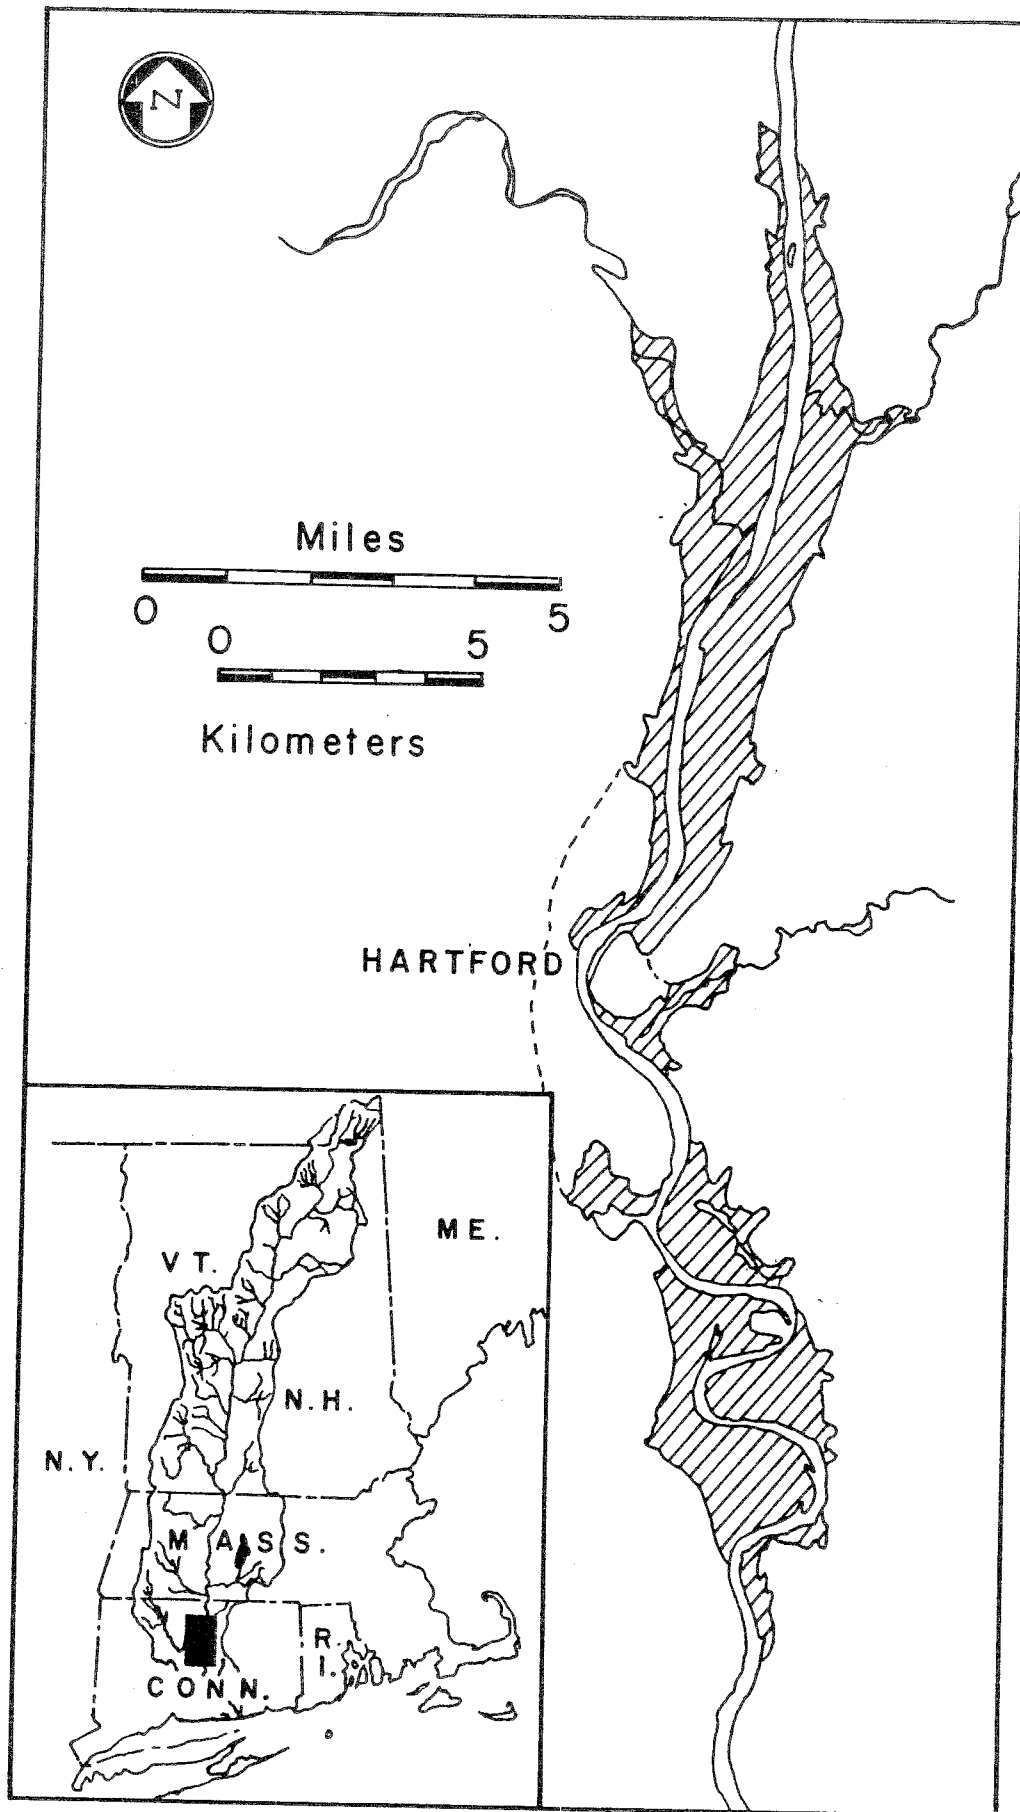 N
Miles
0 5
0 5
Kilometers
HARTFORD
ME.
VT.
N.H.
N.Y.
MASS.
R.
I.
CONN.